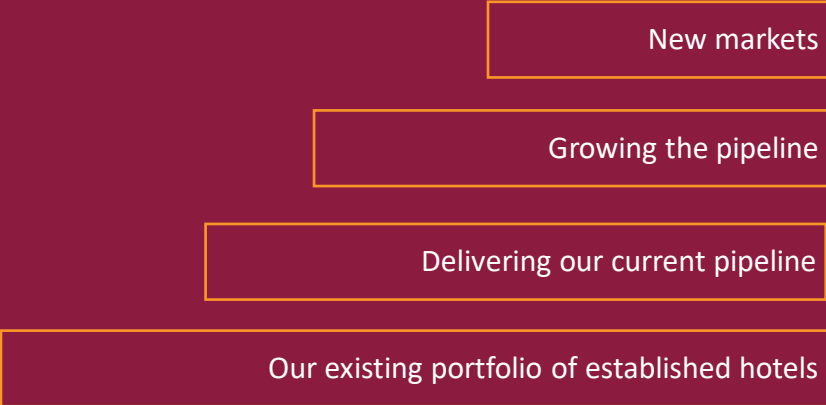 New markets
Growing the pipeline
Delivering our current pipeline
Our existing portfolio of established hotels